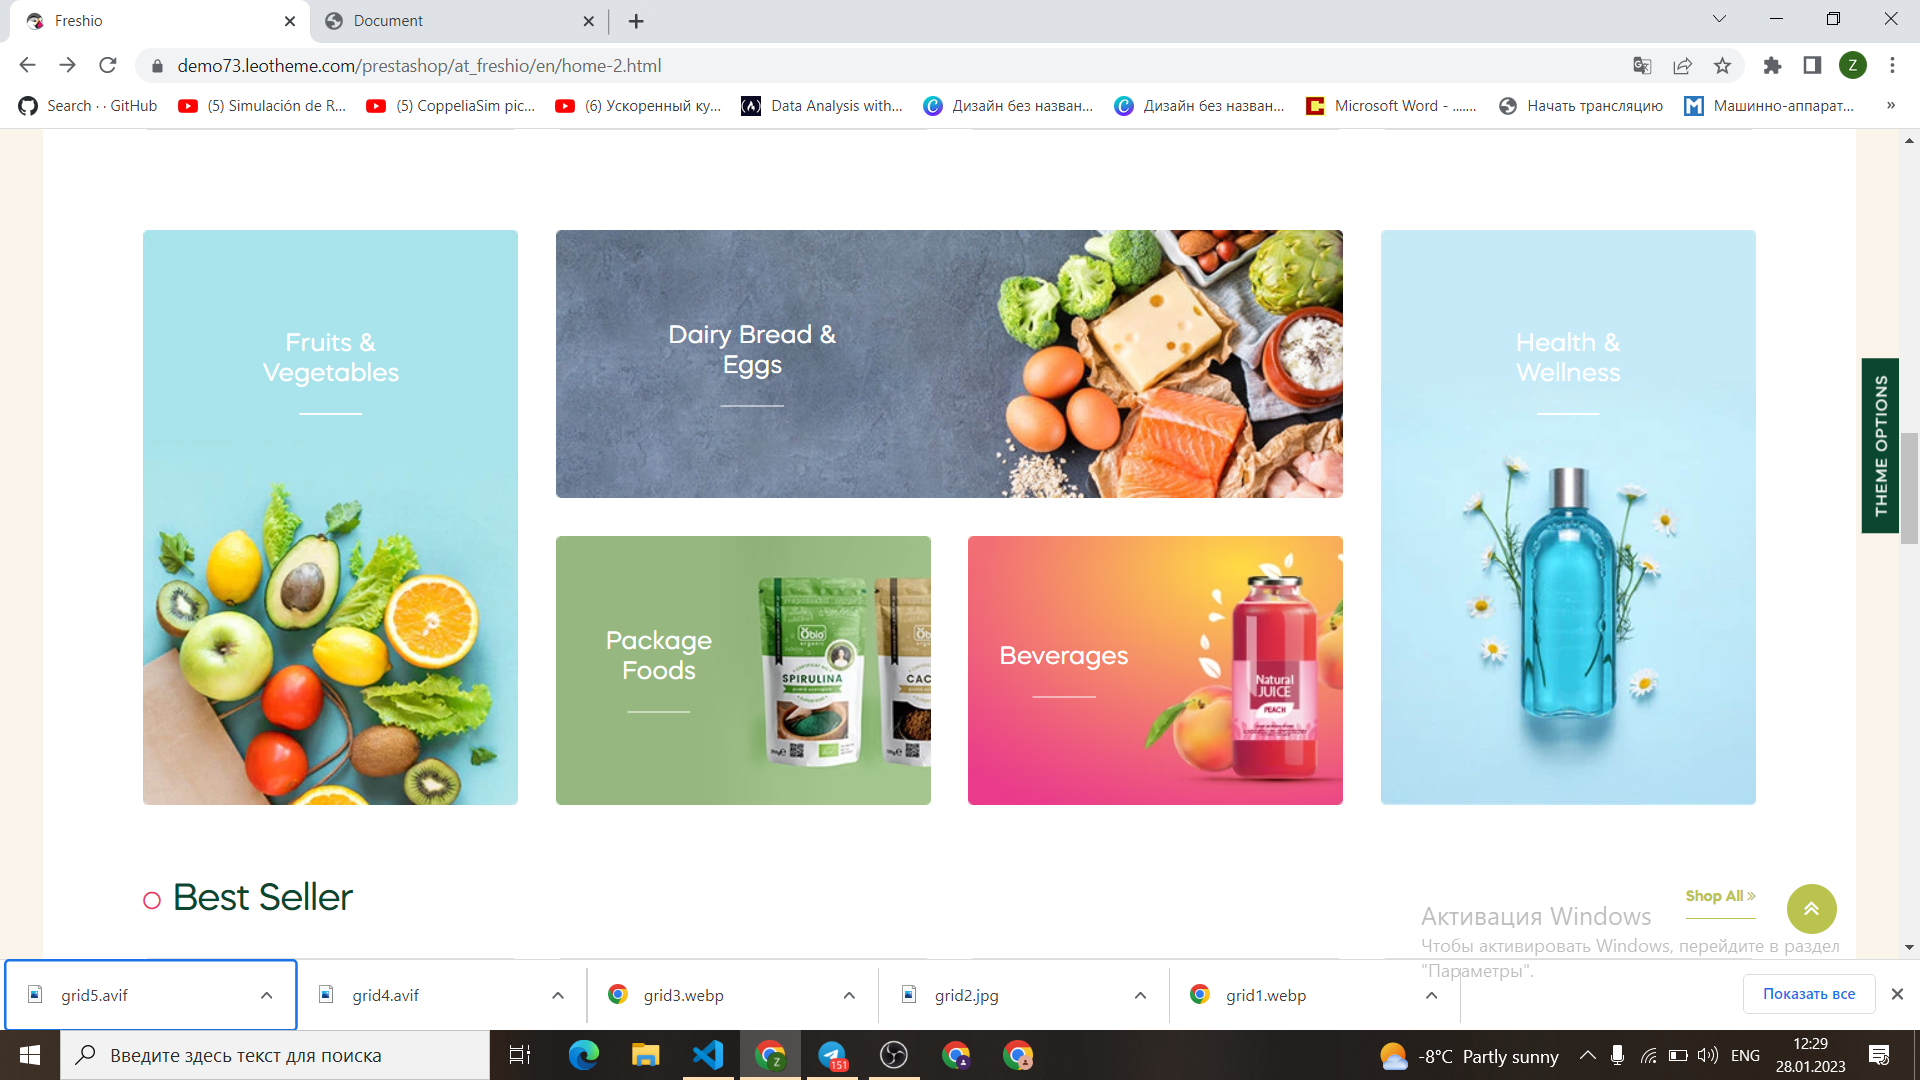 Freshio
Document
demo73.leotheme.com/prestashop/at_freshio/en/home-2.html
Z
Search · · GitHub
(5) Simulación de R...
(5) CoppeliaSim pic...
(6) Ускоренный ку...
Data Analysis with...
Дизайн без назван...
Дизайн без назван...
Microsoft Word - .......
Начать трансляцию
Машинно-аппарат...
»
Fruits &
Vegetables
Dairy Bread &
Eggs
Health &
Wellness
THEME OPTIONS
Package
Foods
Obio
organic
SPIRULINA
Beverages
Natural
JUICE
PEACH
Best Seller
Shop All »
Активация Windows
Чтобы активировать Windows, перейдите в раздел
"Параметры".
grid5.avif
grid4.avif
grid3.webp
grid2.jpg
grid1.webp
Показать все
Введите здесь текст для поиска
Z
151
-8°C Partly sunny
ENG
12:29
28.01.2023